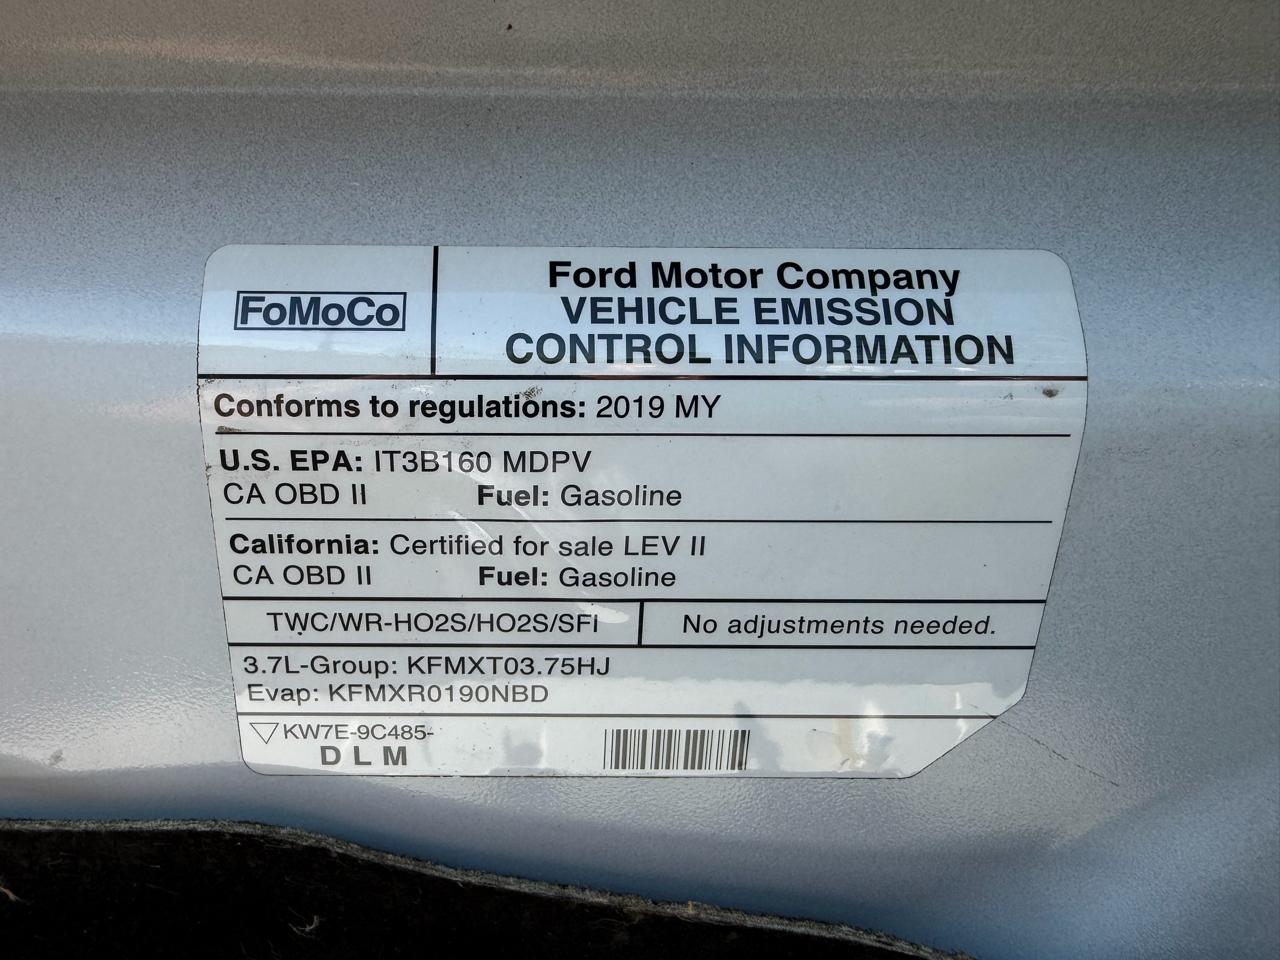 FoMoCo
Ford Motor Company
VEHICLE EMISSION
CONTROL INFORMATION
Conforms to regulations: 2019 MY
U.S. EPA: IT3B160 MDPV
CA OBD II Fuel: Gasoline
California: Certified for sale LEV II
CA OBD II Fuel: Gasoline
TWC/WR-HO2S/HO2S/SFI
No adjustments needed.
3.7L-Group: KFMXT03.75HJ
Evap: KFMXR0190NBD
KW7E-9C485-
D L M